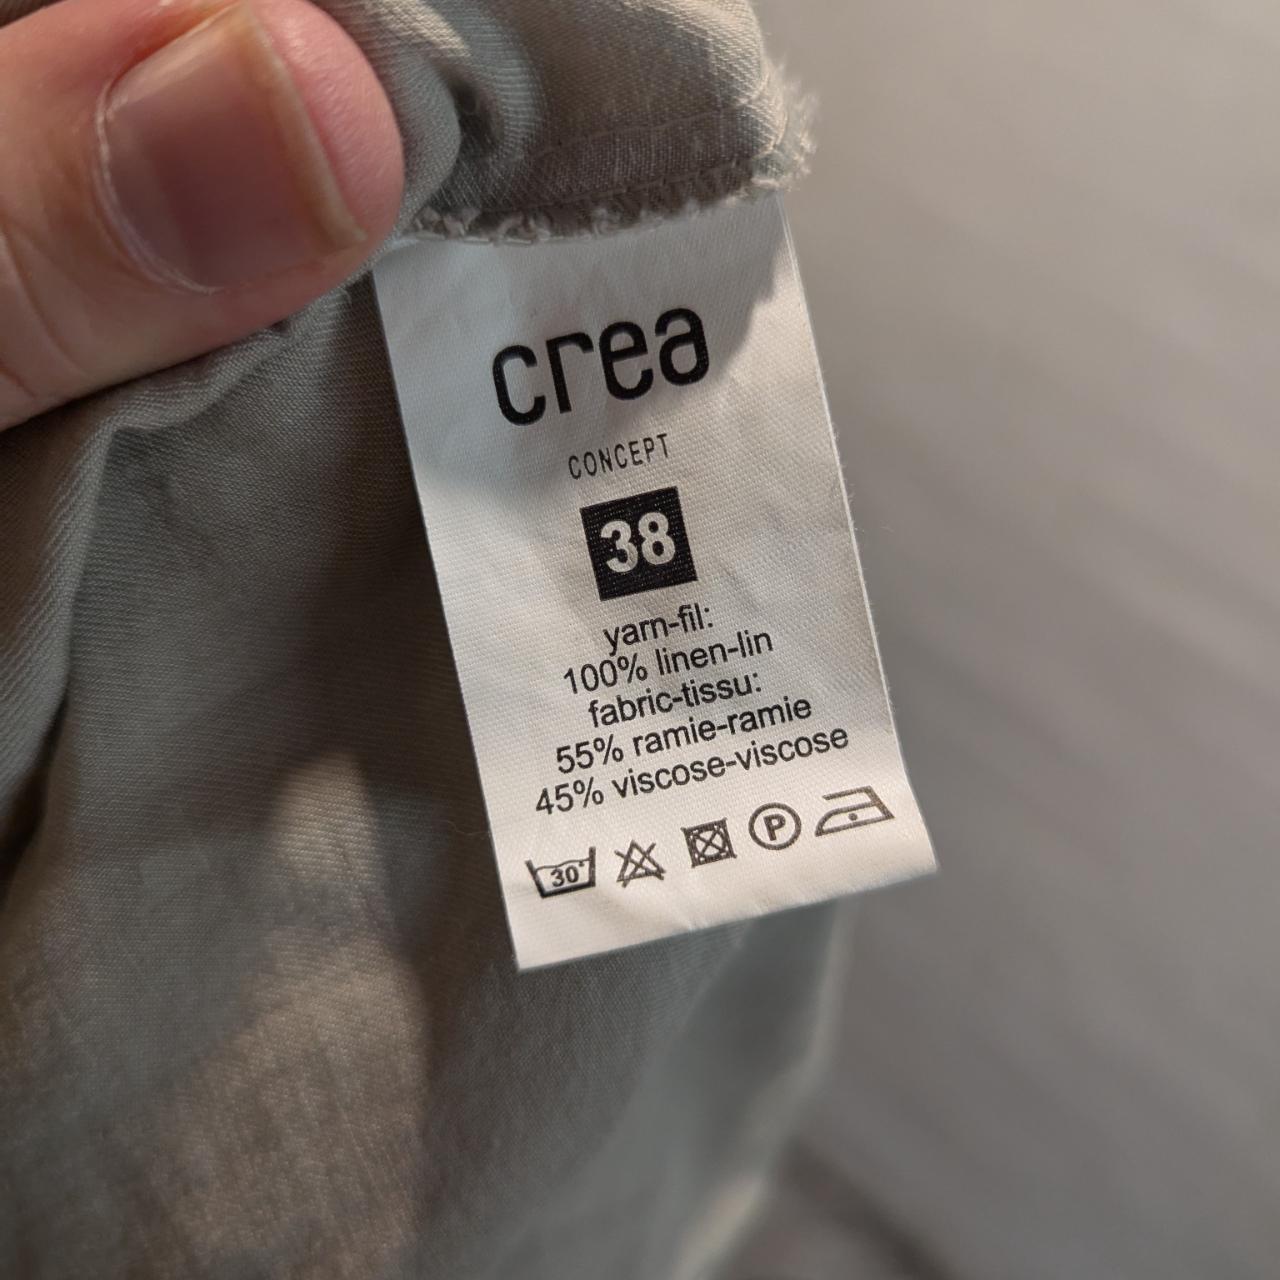 crea
CONCEPT
38
yarn-fil:
100% linen-lin
fabric-tissu:
55% ramie-ramie
45% viscose-viscose
30° P